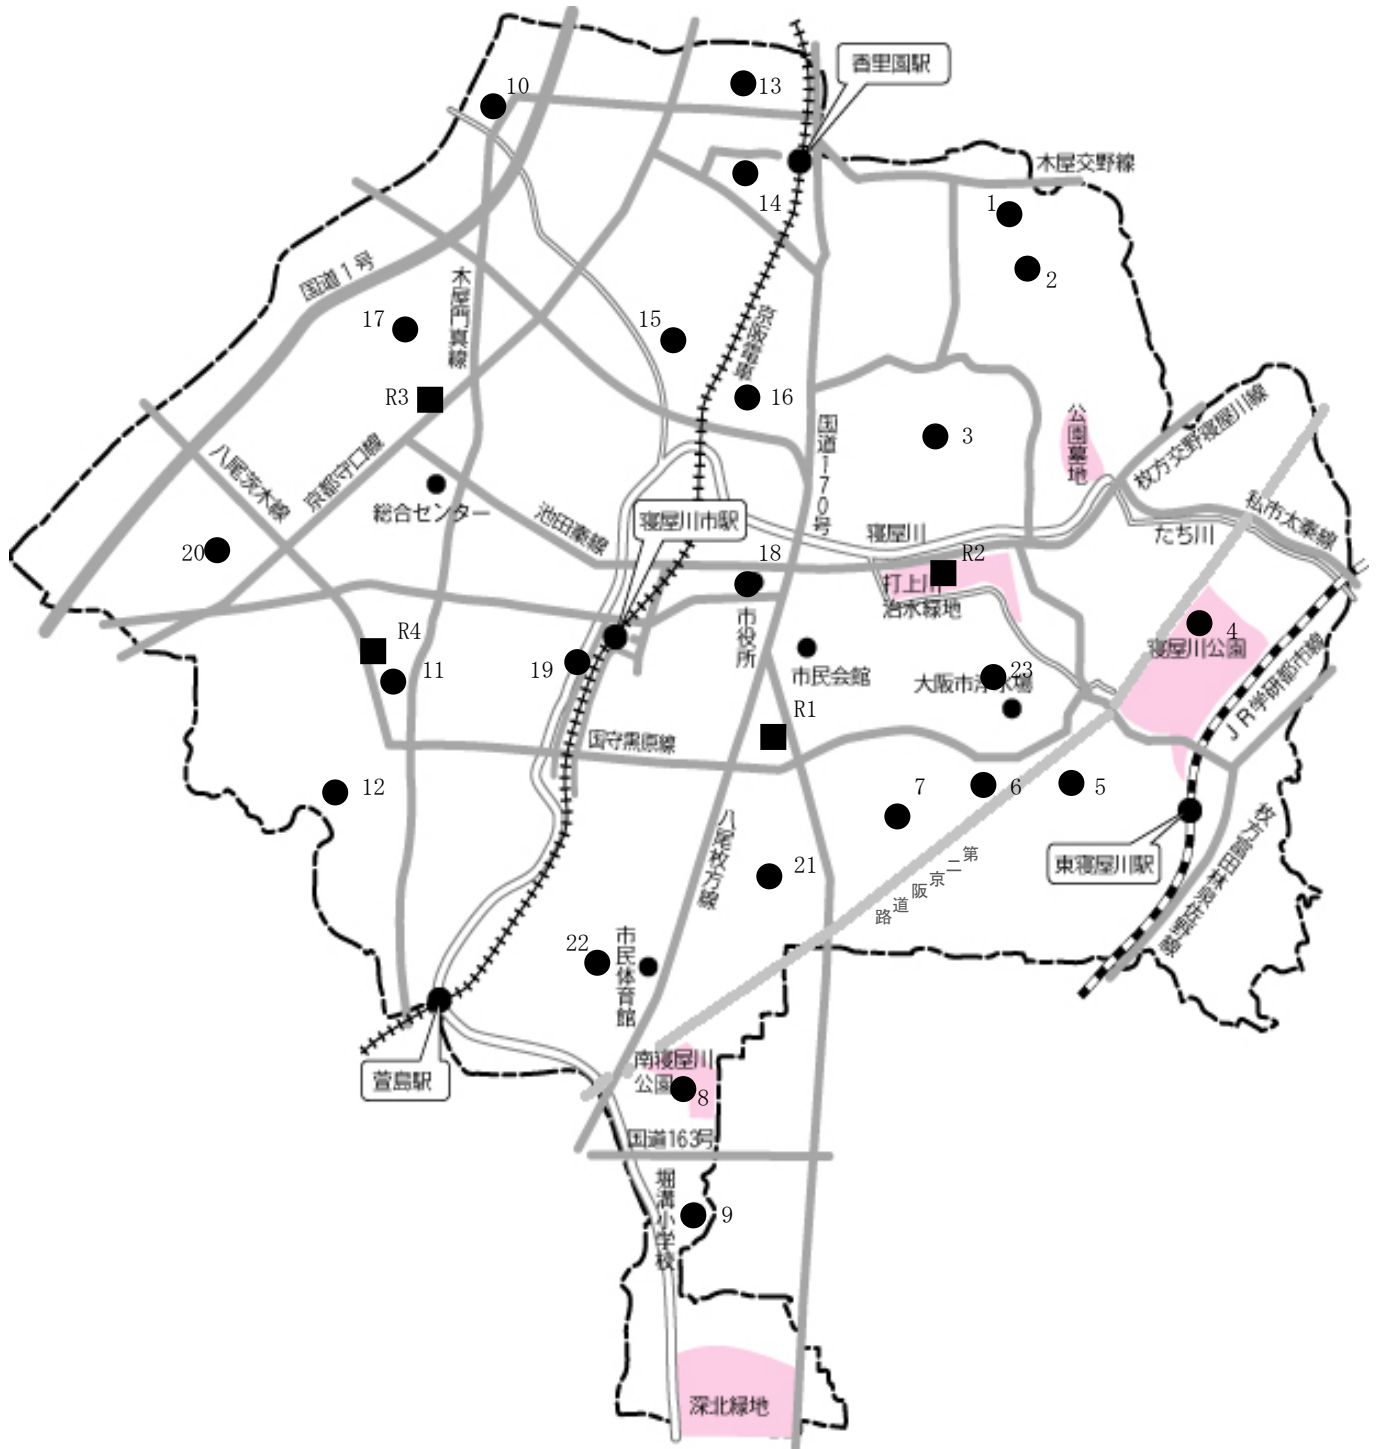 香里園駅
10
13
木屋交野線
14
1
国道1号
木屋門真線
2
17
15
京阪電車
R3
16
公園墓地
国道170号
3
枚方交野寝屋川線
八尾茨木線
京都守口線
総合センター
池田秦線
寝屋川市駅
寝屋川
たち川
私市太秦線
20
18
R2
打上川
治水緑地
市役所
R4
4
寝屋川公園
19
11
市民会館
23
大阪市浄水場
JR学研都市線
R1
国守黒原線
12
7
6
5
八尾枚方線
東寝屋川駅
枚方富田林泉佐野線
21
第二京阪道路
22
市民体育館
萱島駅
南寝屋川
公園
8
国道163号
堀溝小学校
9
深北緑地